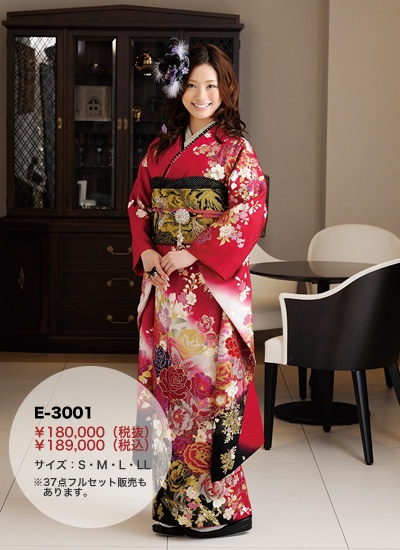 E-3001
￥180,000（税抜）
￥189,000（税込）
サイズ：S・M・L・LL
※37点フルセット販売も
あります。